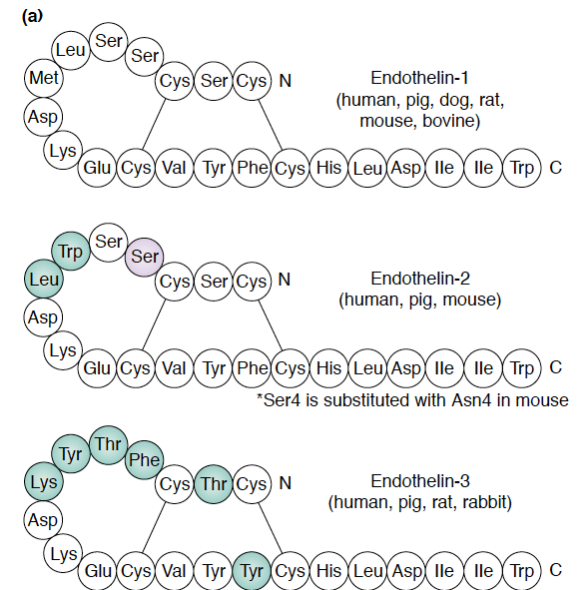 (a)
Leu Ser Ser
Met Cys Ser Cys N
Asp
Lys
Glu Cys Val Tyr Phe Cys His Leu Asp Ile Ile Trp C
Endothelin-1
(human, pig, dog, rat,
mouse, bovine)
Trp Ser Ser
Leu Cys Ser Cys N
Asp
Lys
Glu Cys Val Tyr Phe Cys His Leu Asp Ile Ile Trp C
Endothelin-2
(human, pig, mouse)
*Ser4 is substituted with Asn4 in mouse
Tyr Thr Phe
Lys Cys Thr Cys N
Asp
Lys
Glu Cys Val Tyr Tyr Cys His Leu Asp Ile Ile Trp C
Endothelin-3
(human, pig, rat, rabbit)